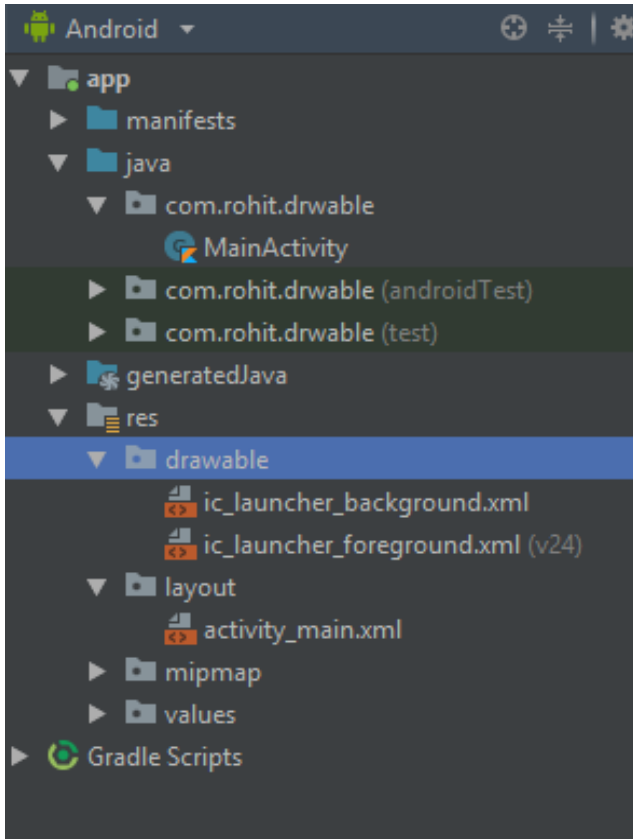 Android
app
manifests
java
com.rohit.drwable
MainActivity
com.rohit.drwable (androidTest)
com.rohit.drwable (test)
generatedJava
res
drawable
ic_launcher_background.xml
ic_launcher_foreground.xml (v24)
layout
activity_main.xml
mipmap
values
Gradle Scripts